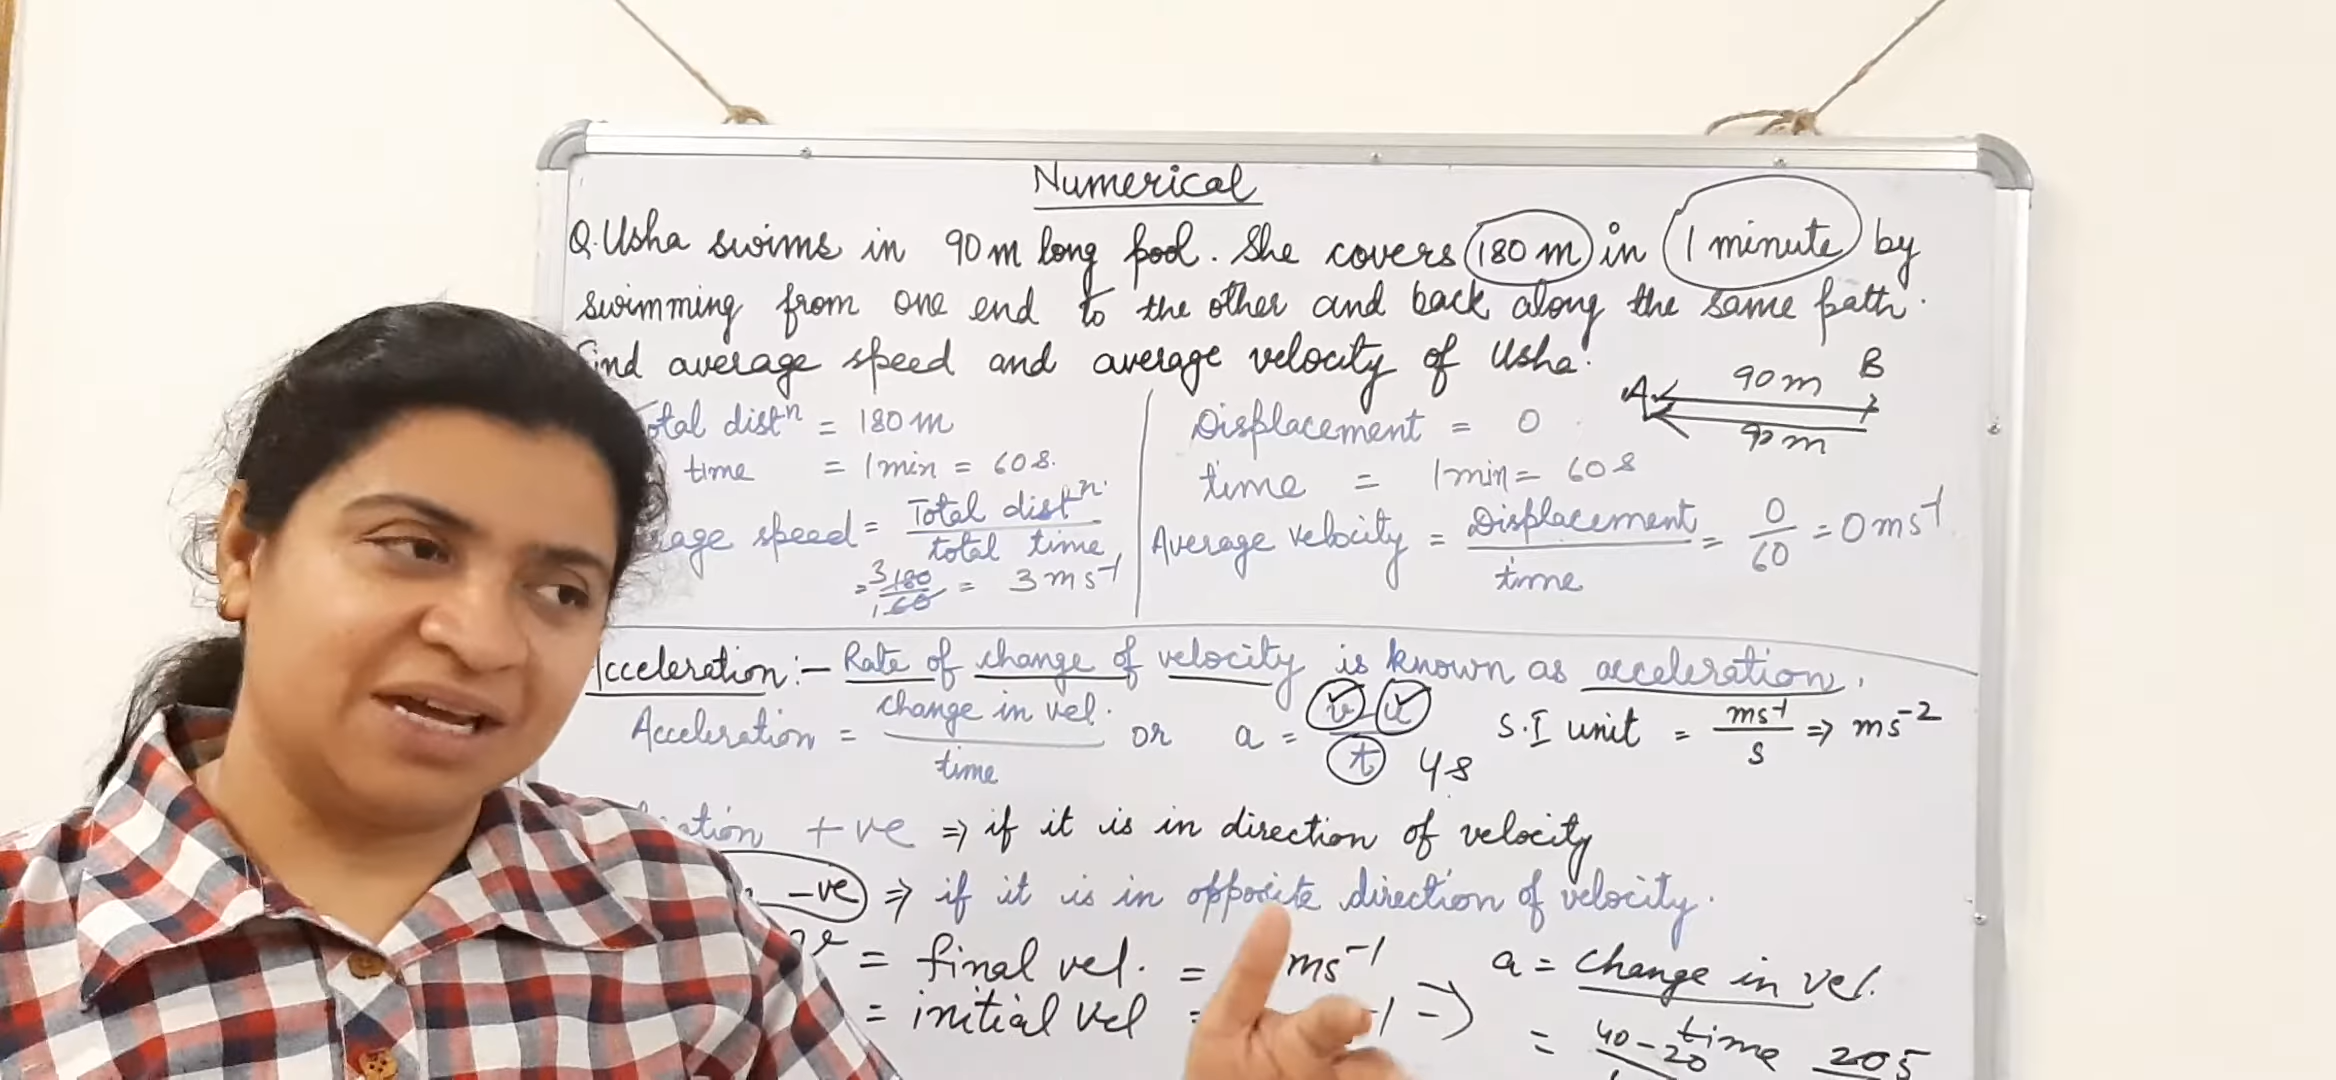 Numerical
Q. Usha swims in 90 m long pool. She covers 180 m in 1 minute by
swimming from one end to the other and back along the same path.
find average speed and average velocity of Usha.
A 90 m B
90 m
Total distⁿ = 180 m
time = 1 min = 60 s.
speed = Total distⁿ. / total time
= 180/60 = 3 ms⁻¹
Displacement = 0
time = 1 min = 60 s
Average velocity = Displacement / time = 0/60 = 0 ms⁻¹
Acceleration :- Rate of change of velocity is known as acceleration.
Acceleration = change in vel. / time or a = v-u / t 4s
S.I unit = ms⁻¹/s ⇒ ms⁻²
+ve ⇒ if it is in direction of velocity
-ve ⇒ if it is in opposite direction of velocity.
v = final vel. = ms⁻¹
= initial vel =
⇒ a = change in vel. / time
= 40-20